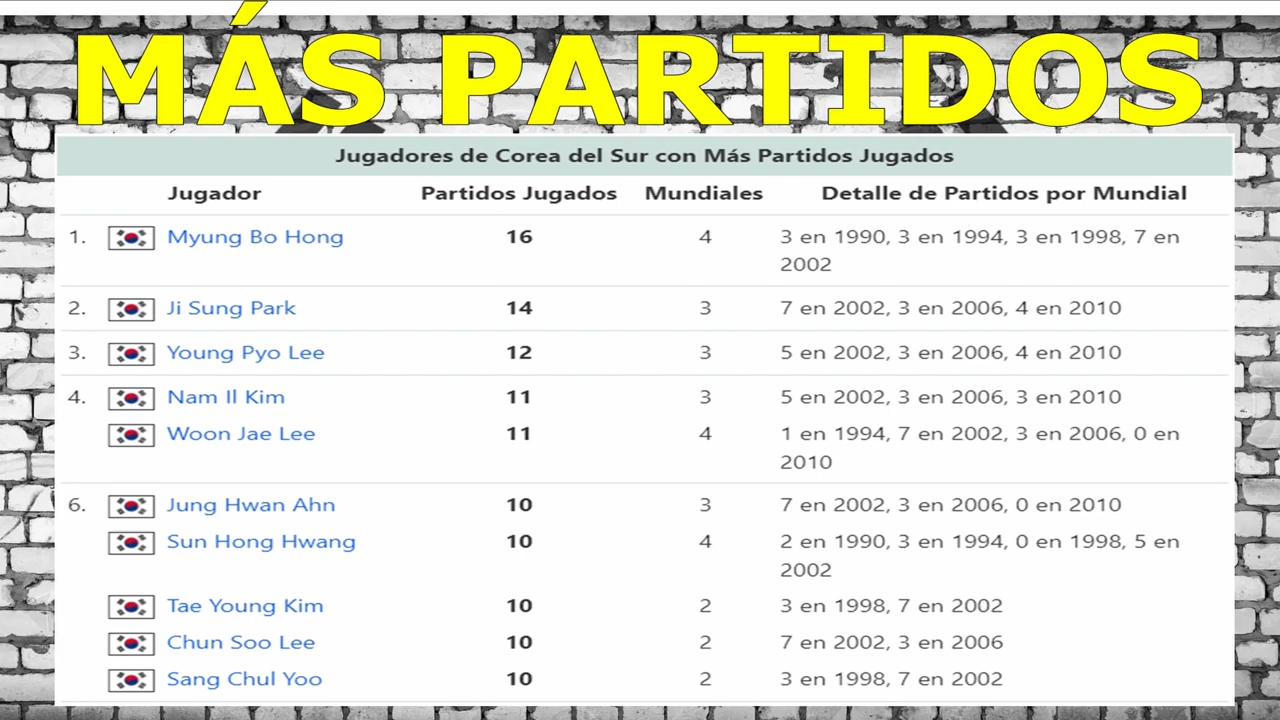 MÁS PARTIDOS
Jugadores de Corea del Sur con Más Partidos Jugados
Jugador Partidos Jugados Mundiales Detalle de Partidos por Mundial
1. Myung Bo Hong 16 4 3 en 1990, 3 en 1994, 3 en 1998, 7 en
2002
2. Ji Sung Park 14 3 7 en 2002, 3 en 2006, 4 en 2010
3. Young Pyo Lee 12 3 5 en 2002, 3 en 2006, 4 en 2010
4. Nam Il Kim 11 3 5 en 2002, 3 en 2006, 3 en 2010
Woon Jae Lee 11 4 1 en 1994, 7 en 2002, 3 en 2006, 0 en
2010
6. Jung Hwan Ahn 10 3 7 en 2002, 3 en 2006, 0 en 2010
Sun Hong Hwang 10 4 2 en 1990, 3 en 1994, 0 en 1998, 5 en
2002
Tae Young Kim 10 2 3 en 1998, 7 en 2002
Chun Soo Lee 10 2 7 en 2002, 3 en 2006
Sang Chul Yoo 10 2 3 en 1998, 7 en 2002